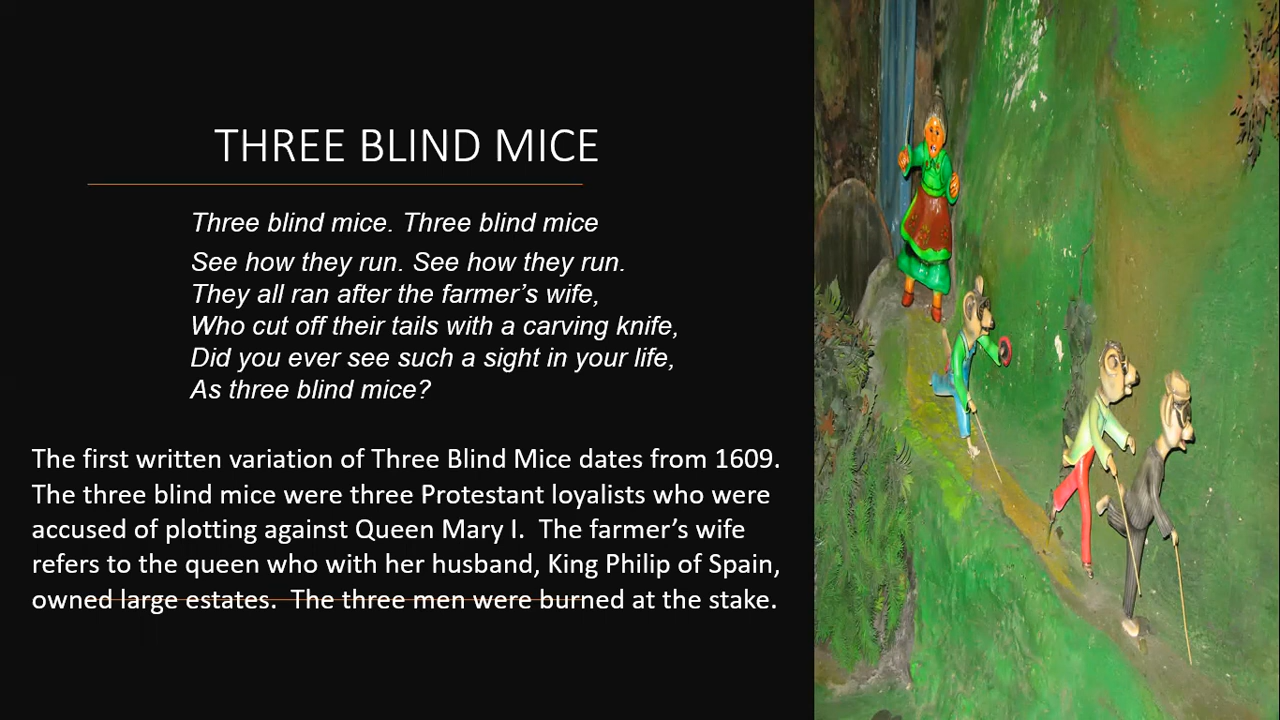 THREE BLIND MICE
Three blind mice. Three blind mice
See how they run. See how they run.
They all ran after the farmer’s wife,
Who cut off their tails with a carving knife,
Did you ever see such a sight in your life,
As three blind mice?
The first written variation of Three Blind Mice dates from 1609.
The three blind mice were three Protestant loyalists who were
accused of plotting against Queen Mary I.  The farmer’s wife
refers to the queen who with her husband, King Philip of Spain,
owned large estates.  The three men were burned at the stake.